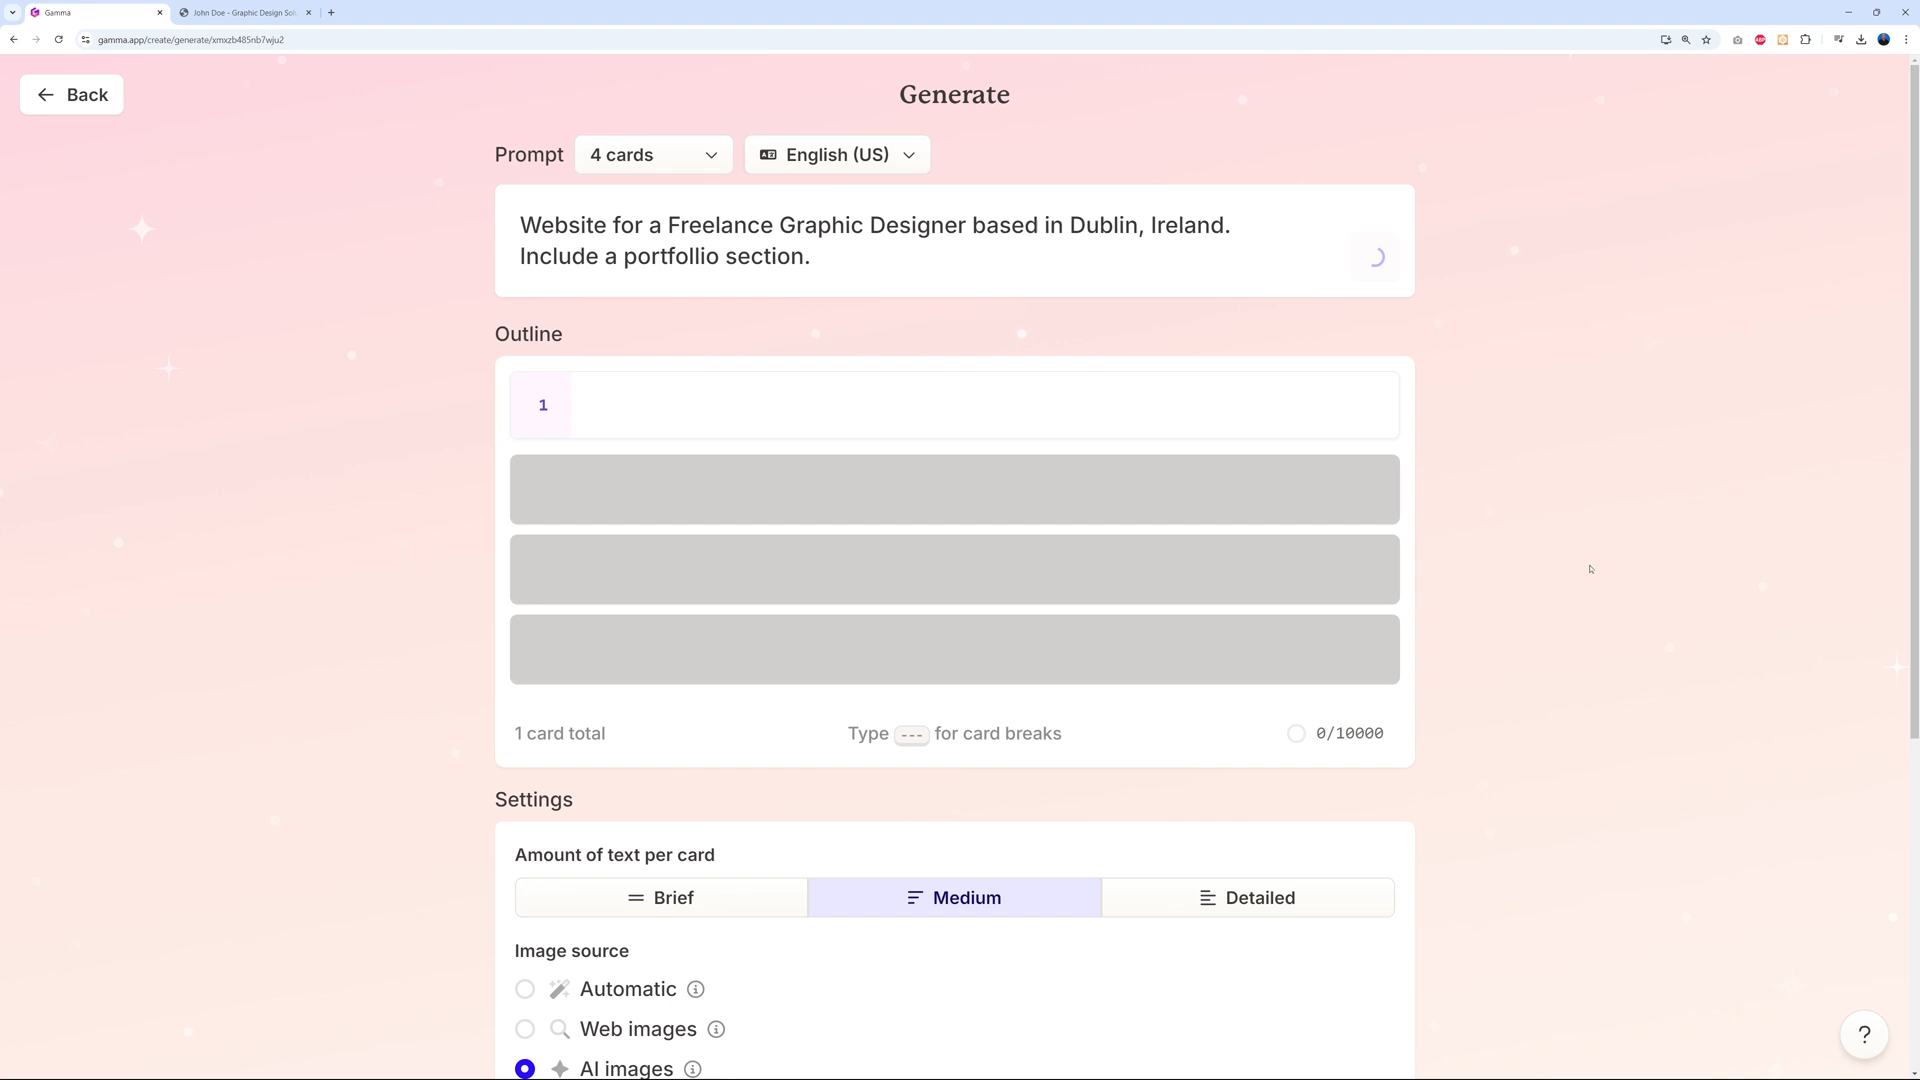 Gamma
John Doe - Graphic Design Sol
gamma.app/create/generate/xmxzb485nb7wju2
ABP
Back
Generate
Prompt
4 cards
English (US)
Website for a Freelance Graphic Designer based in Dublin, Ireland.
Include a portfollio section.
Outline
1
1 card total
Type --- for card breaks
0/10000
Settings
Amount of text per card
Brief
Medium
Detailed
Image source
Automatic
Web images
AI images
?